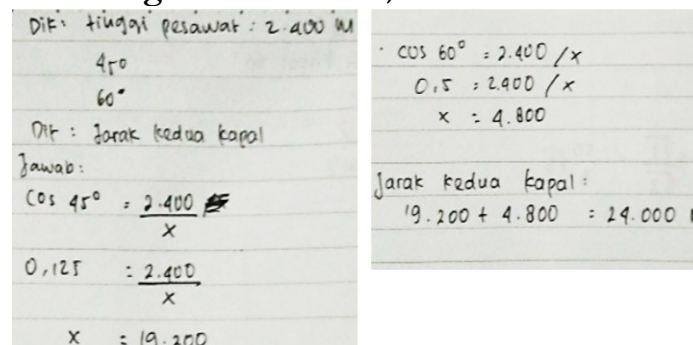 Dik: tinggi pesawat : 2.400 m
45°
60°
Dit : Jarak kedua kapal
Jawab:
Cos 45° = 2.400
x
0,125 = 2.400
x
x = 19.200
cos 60° = 2.400 / x
0,5 = 2.400 / x
x = 4.800
Jarak kedua kapal :
19.200 + 4.800 = 24.000